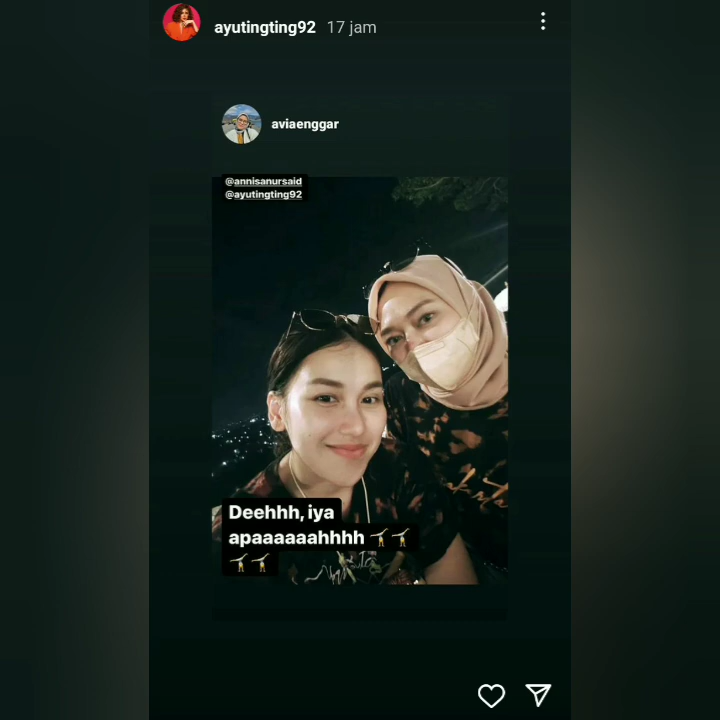 ayutingting92 17 jam
aviaenggar
@annisanursaid
@ayutingting92
Deehhh, iya
apaaaaaahhhh 🤸🤸
🤸🤸